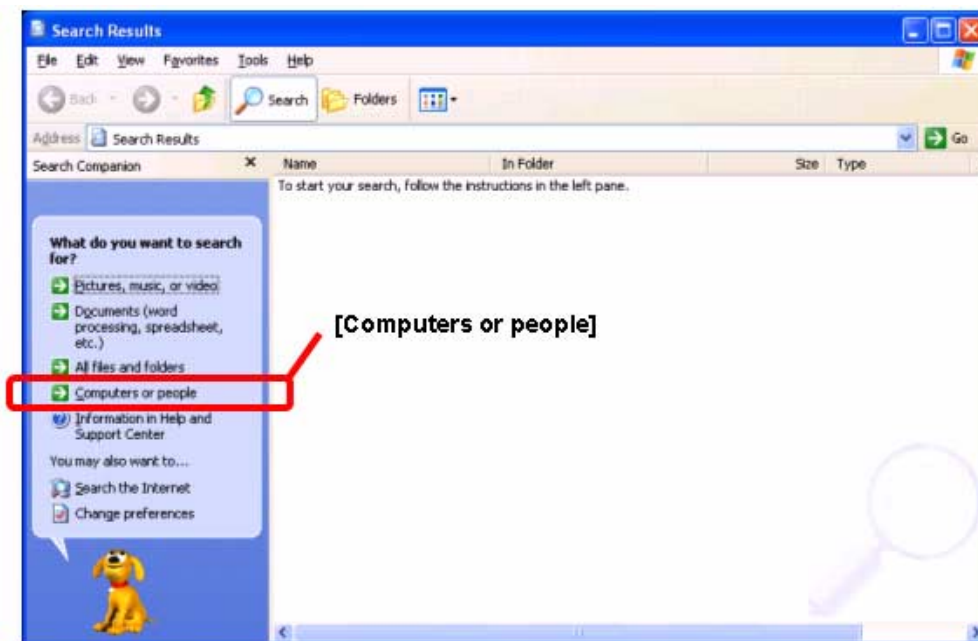 Search Results
File Edit View Favorites Tools Help
Back Search Folders
Address Search Results Go
Search Companion Name In Folder Size Type
To start your search, follow the instructions in the left pane.
What do you want to search
for?
Pictures, music, or video
Documents (word
processing, spreadsheet,
etc.)
All files and folders
[Computers or people]
Computers or people
Information in Help and
Support Center
You may also want to...
Search the Internet
Change preferences